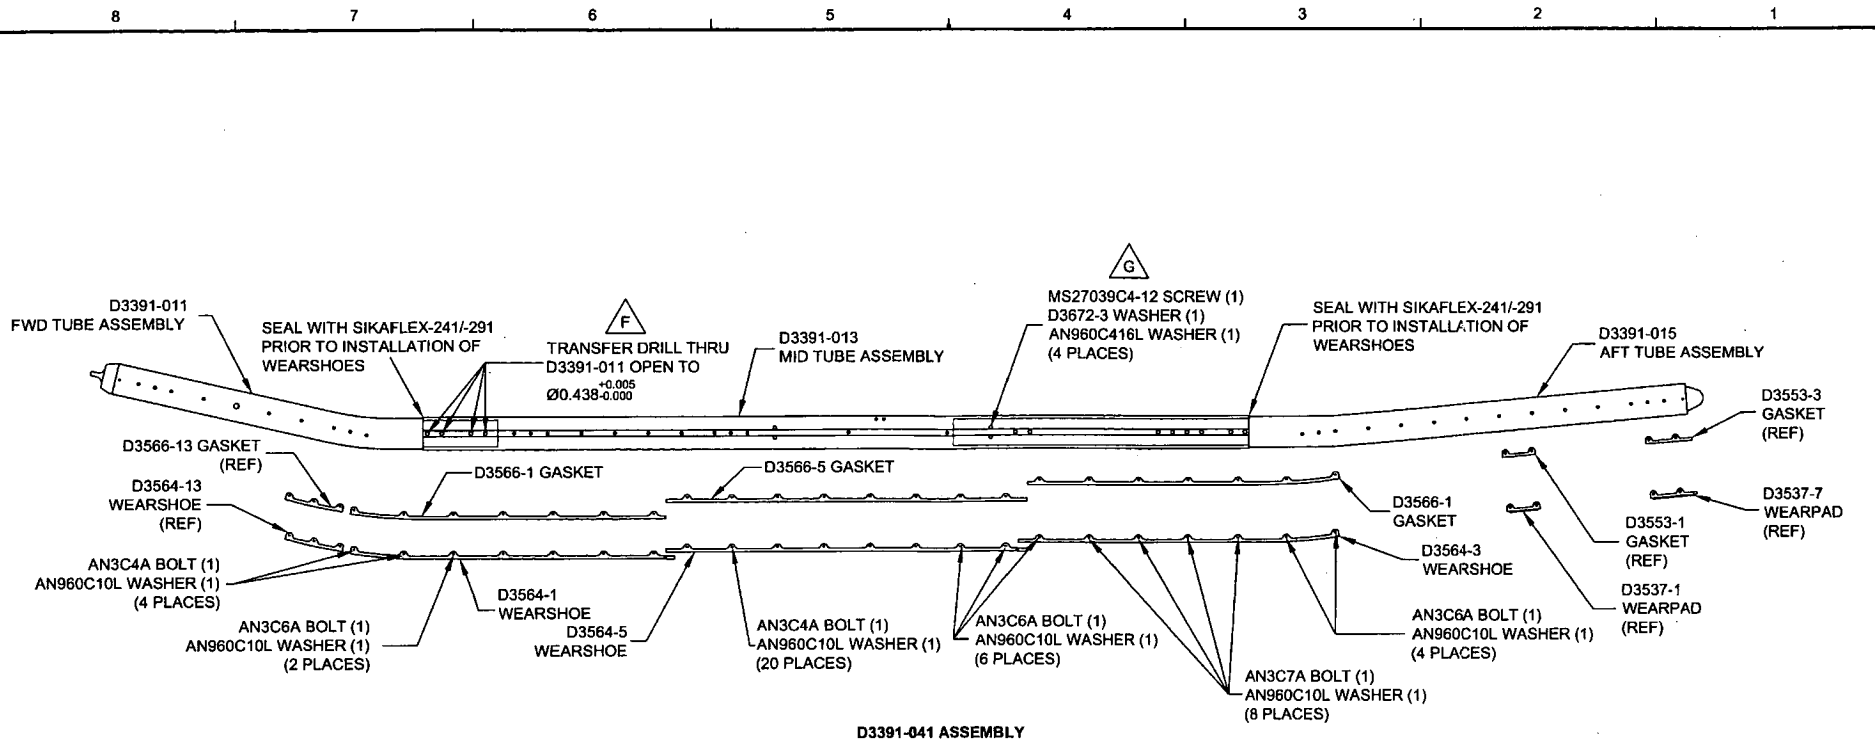 8 7 6 5 4 3 2 1
D3391-011
FWD TUBE ASSEMBLY
SEAL WITH SIKAFLEX-241/-291
PRIOR TO INSTALLATION OF
WEARSHOES
F
TRANSFER DRILL THRU
D3391-011 OPEN TO
Ø0.438+0.005
-0.000
D3391-013
MID TUBE ASSEMBLY
G
MS27039C4-12 SCREW (1)
D3672-3 WASHER (1)
AN960C416L WASHER (1)
(4 PLACES)
SEAL WITH SIKAFLEX-241/-291
PRIOR TO INSTALLATION OF
WEARSHOES
D3391-015
AFT TUBE ASSEMBLY
D3553-3
GASKET
(REF)
D3566-13 GASKET
(REF)
D3566-1 GASKET
D3566-5 GASKET
D3564-13
WEARSHOE
(REF)
D3566-1
GASKET
D3553-1
GASKET
(REF)
D3537-7
WEARPAD
(REF)
AN3C4A BOLT (1)
AN960C10L WASHER (1)
(4 PLACES)
D3564-1
WEARSHOE
D3564-3
WEARSHOE
D3537-1
WEARPAD
(REF)
AN3C6A BOLT (1)
AN960C10L WASHER (1)
(2 PLACES)
D3564-5
WEARSHOE
AN3C4A BOLT (1)
AN960C10L WASHER (1)
(20 PLACES)
AN3C6A BOLT (1)
AN960C10L WASHER (1)
(6 PLACES)
AN3C6A BOLT (1)
AN960C10L WASHER (1)
(4 PLACES)
AN3C7A BOLT (1)
AN960C10L WASHER (1)
(8 PLACES)
D3391-041 ASSEMBLY